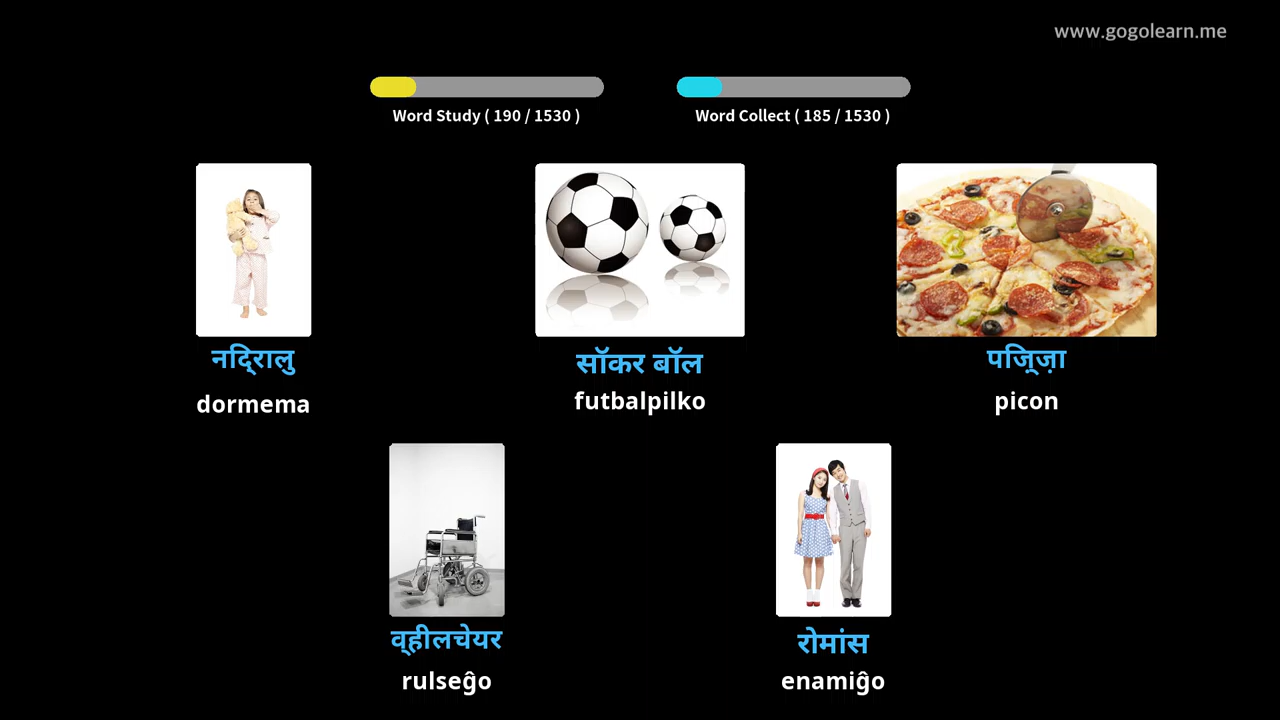 www.gogolearn.me
Word Study ( 190 / 1530 )
Word Collect ( 185 / 1530 )
नदि्रालु
सॉकर बॉल
पजि़्ज़ा
dormema
futbalpilko
picon
व्हीलचेयर
रोमांस
rulseĝo
enamiĝo